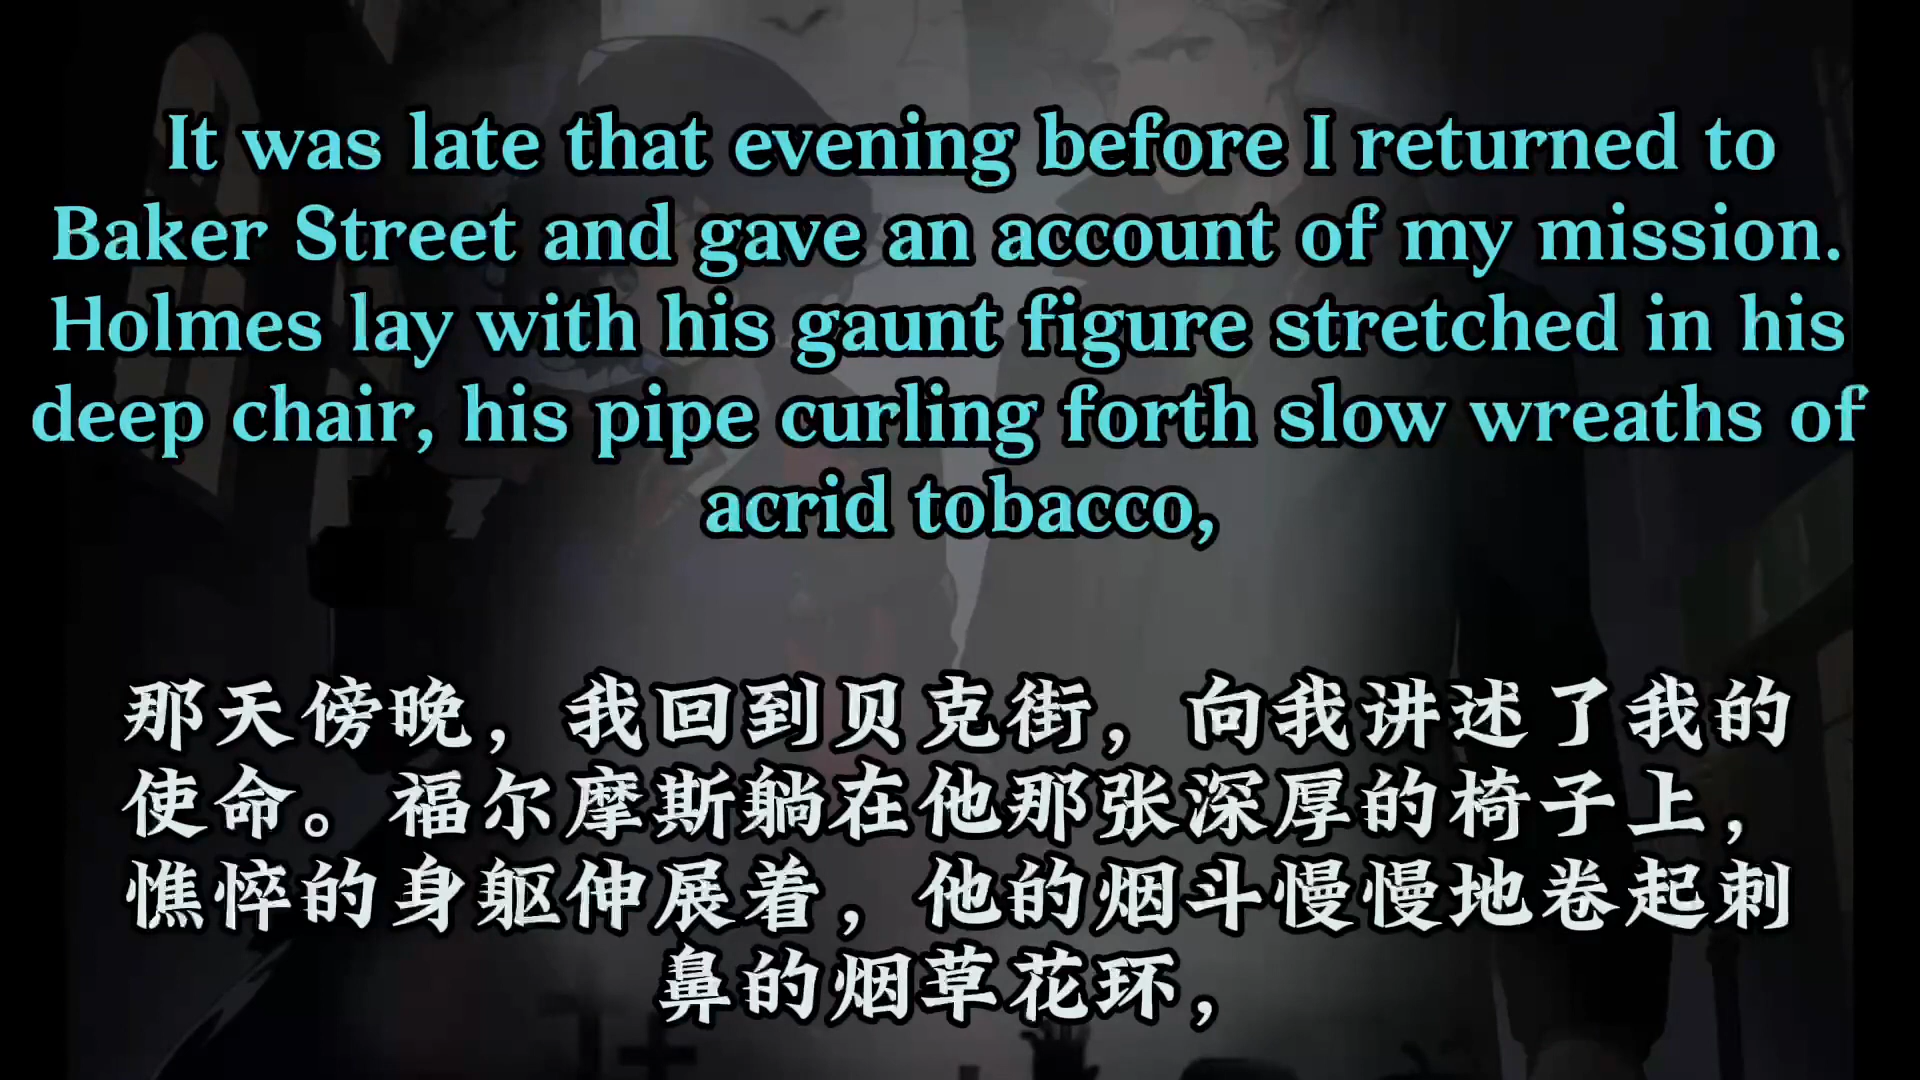 It was late that evening before I returned to
Baker Street and gave an account of my mission.
Holmes lay with his gaunt figure stretched in his
deep chair, his pipe curling forth slow wreaths of
acrid tobacco,
那天傍晚，我回到贝克街，向我讲述了我的
使命。福尔摩斯躺在他那张深厚的椅子上，
憔悴的身躯伸展着，他的烟斗慢慢地卷起刺
鼻的烟草花环，